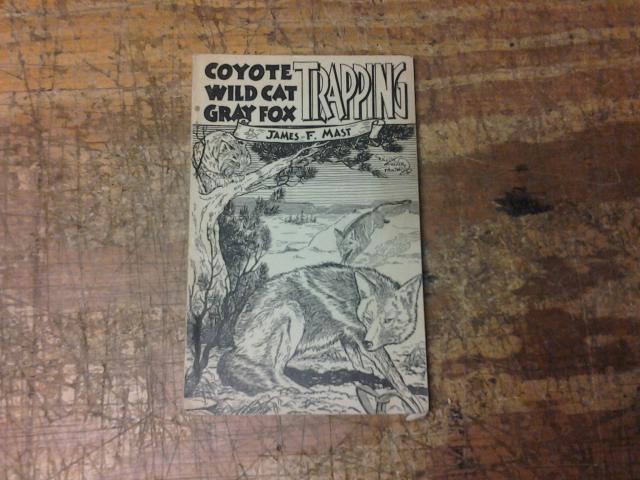 COYOTE
WILD CAT
GRAY FOX
TRAPPING
BY
JAMES F. MAST